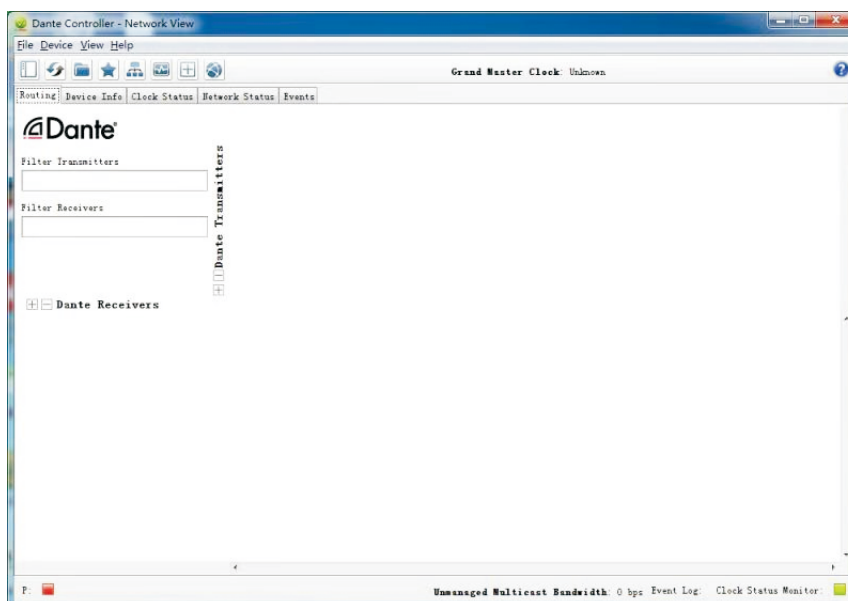 Dante Controller - Network View
File Device View Help
Grand Master Clock: Unknown
Routing Device Info Clock Status Network Status Events
Dante®
Filter Transmitters
Filter Receivers
Dante Transmitters
Dante Receivers
P: Unmanaged Multicast Bandwidth: 0 bps Event Log: Clock Status Monitor: